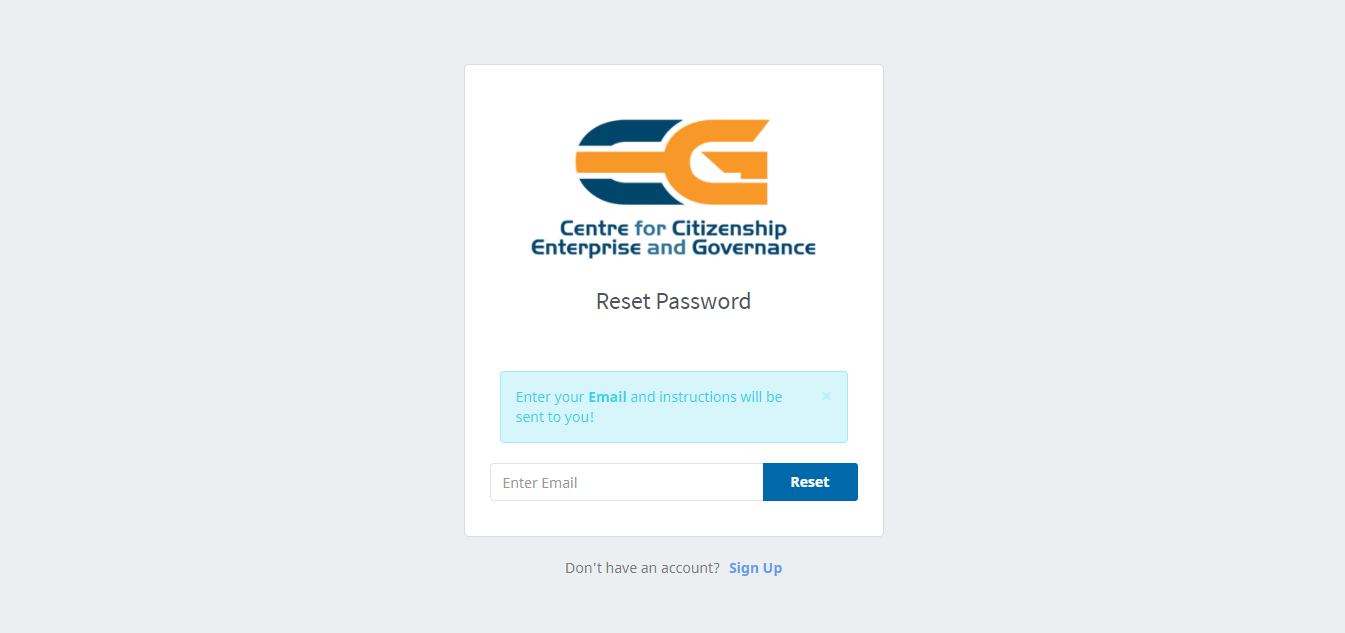 Centre for Citizenship
Enterprise and Governance
Reset Password
Enter your Email and instructions will be
sent to you!
×
Enter Email
Reset
Don't have an account? Sign Up